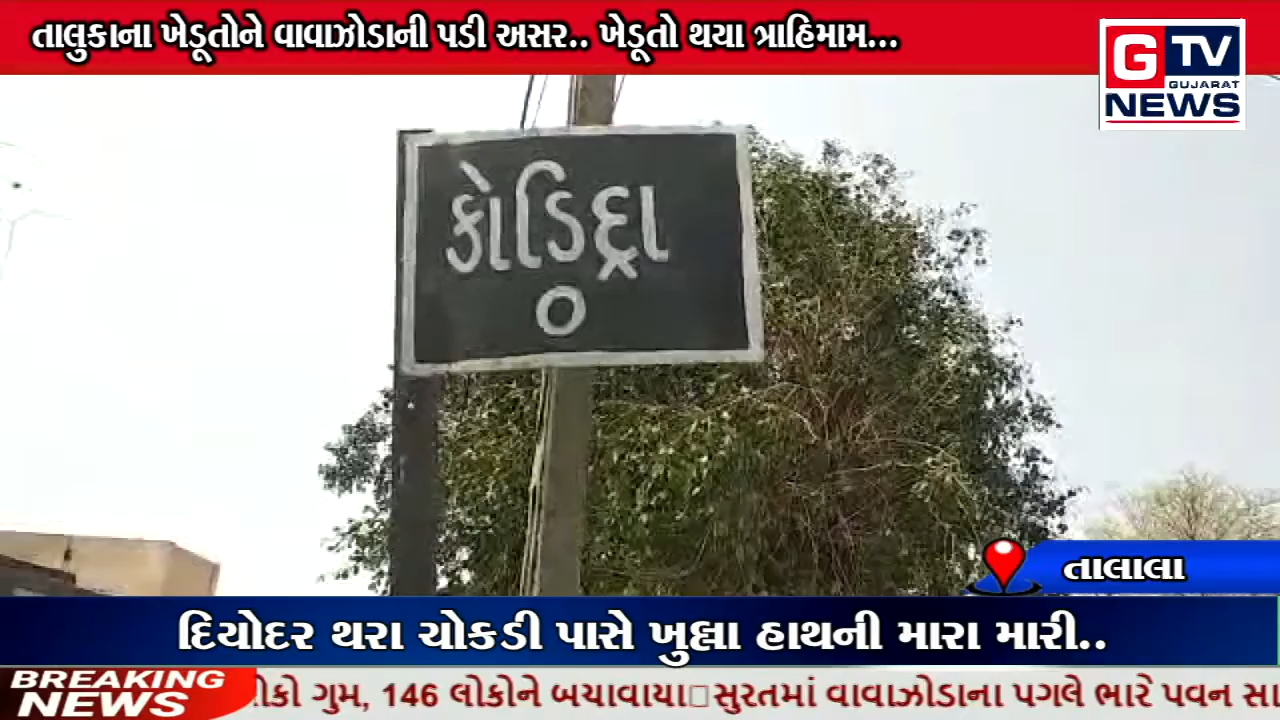 તાલુકાના ખેડૂતોને વાવાઝોડાની પડી અસર.. ખેડૂતો થયા ત્રાહિમામ...
G TV
GUJARAT
NEWS
કોડિદ્રા
૦
તાલાલા
દિયોદર થરા ચોકડી પાસે ખુલ્લા હાથની મારા મારી..
BREAKING
NEWS
ગુમ, 146 લોકોને બચાવાયા□સુરતમાં વાવાઝોડાના પગલે ભારે પવન